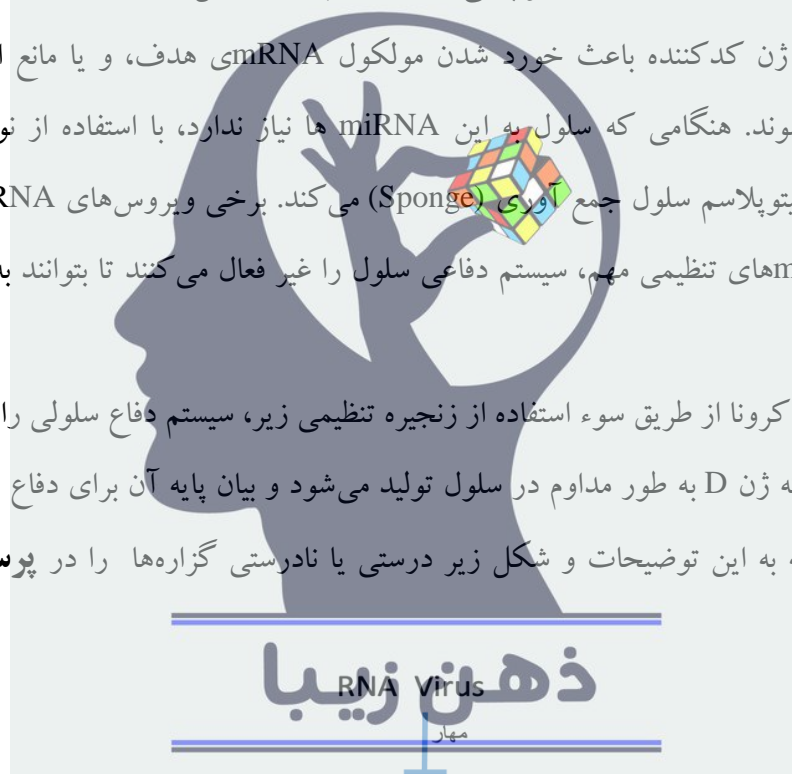 ژن کدکننده باعث خورد شدن مولکول mRNAی هدف، و یا مانع
وند. هنگامی که سلول به این miRNA ها نیاز ندارد، با استفاده از
یتوپلاسم سلول جمع آوری (Sponge) می‌کند. برخی ویروس‌های RNA
mهای تنظیمی مهم، سیستم دفاعی سلول را غیر فعال می‌کنند تا بتوانند
کرونا از طریق سوء استفاده از زنجیره تنظیمی زیر، سیستم دفاع سلولی را
ه ژن D به طور مداوم در سلول تولید می‌شود و بیان پایه آن برای دفاع
ه به این توضیحات و شکل زیر درستی یا نادرستی گزاره‌ها را در پرس
ذهن زیبا
RNA Virus
مهار